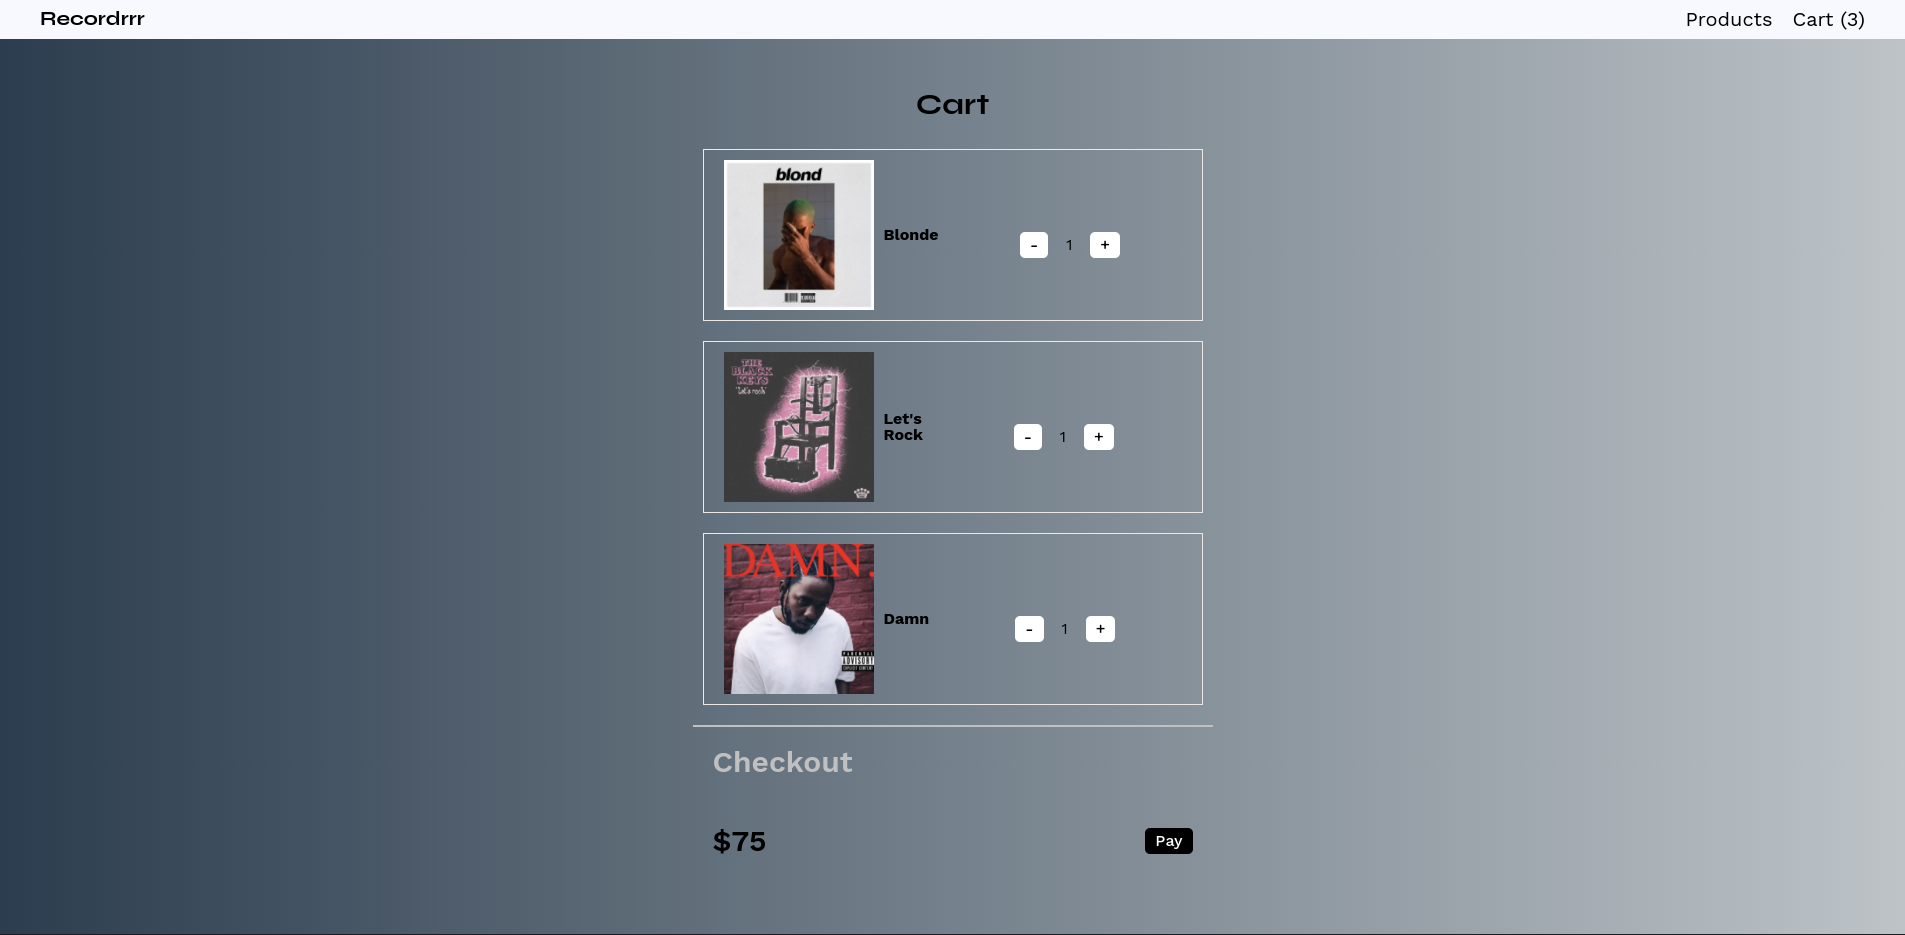 Recordrrr
Products
Cart (3)
Cart
blond
Blonde
-
1
+
THE
BLACK
KEYS
"Let's rock"
Let's
Rock
-
1
+
DAMN.
PARENTAL
ADVISORY
EXPLICIT CONTENT
Damn
-
1
+
Checkout
$75
Pay